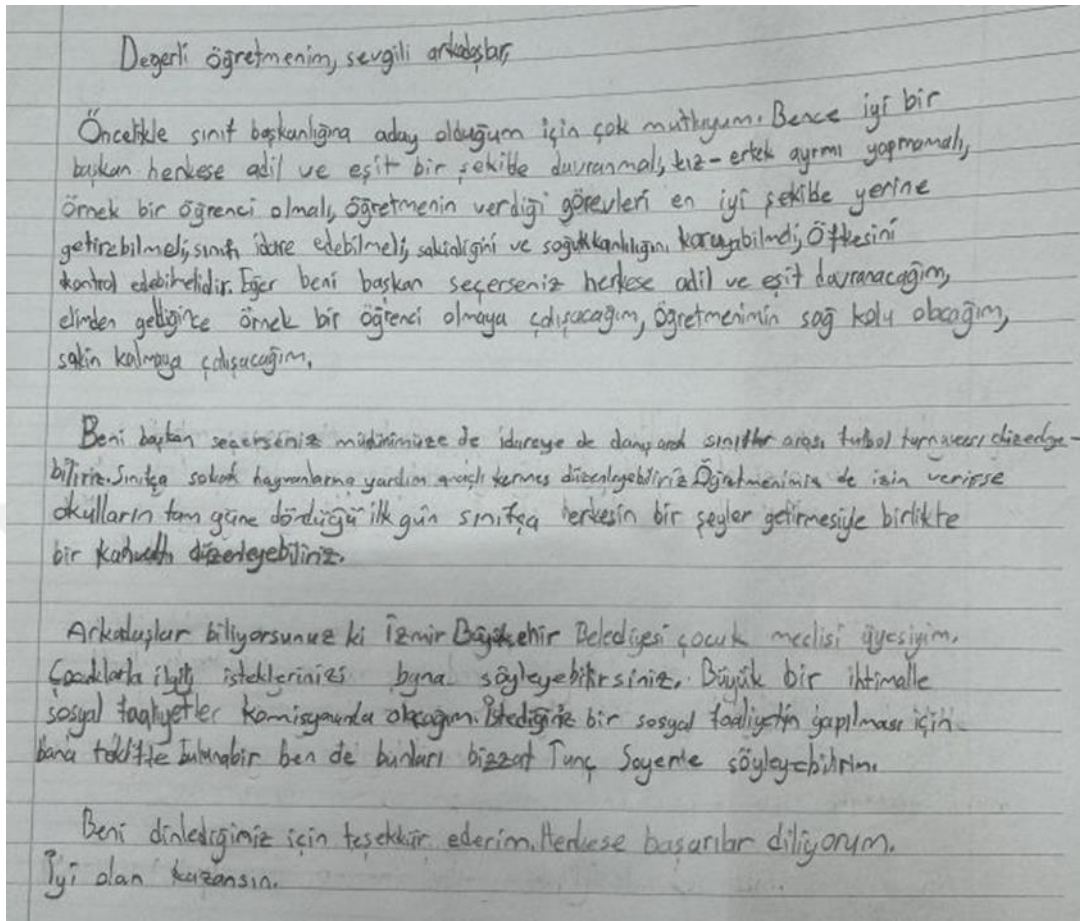 Değerli öğretmenim, sevgili arkadaşlar,
Öncelikle sınıf başkanlığına aday olduğum için çok mutluyum. Bence iyi bir
başkan herkese adil ve eşit bir şekilde davranmalı, kız-erkek ayrımı yapmamalı,
örnek bir öğrenci olmalı, öğretmenin verdiği görevleri en iyi şekilde yerine
getirebilmeli, sınıfı idare edebilmeli, sakinliğini ve soğukkanlılığını koruyabilmeli, Öfkesini
kontrol edebilmelidir. Eğer beni başkan seçerseniz herkese adil ve eşit davranacağım,
elimden geldiğince örnek bir öğrenci olmaya çalışacağım, öğretmenimin sağ kolu olacağım,
sakin kalmaya çalışacağım.
Beni başkan seçerseniz müdürümüze de idareye de danışarak sınıflar arası futbol turnuvası düzenleye-
biliriz. Sınıfça sokak hayvanlarına yardım amaçlı kermes düzenleyebiliriz Öğretmenimiz de izin verirse
okulların tam güne döndüğü ilk gün sınıfça herkesin bir şeyler getirmesiyle birlikte
bir kahvaltı düzenleyebiliriz.
Arkadaşlar biliyorsunuz ki İzmir Büyükşehir Belediyesi çocuk meclisi üyesiyim.
Çocuklarla ilgili isteklerinizi bana söyleyebilirsiniz. Büyük bir ihtimalle
sosyal faaliyetler komisyonunda olacağım. İstediğiniz bir sosyal faaliyetin yapılması için
bana teklifte bulunabilir ben de bunları bizzat Tunç Soyer'le söyleyebilirim.
Beni dinlediğiniz için teşekkür ederim. Herkese başarılar diliyorum.
İyi olan kazansın.